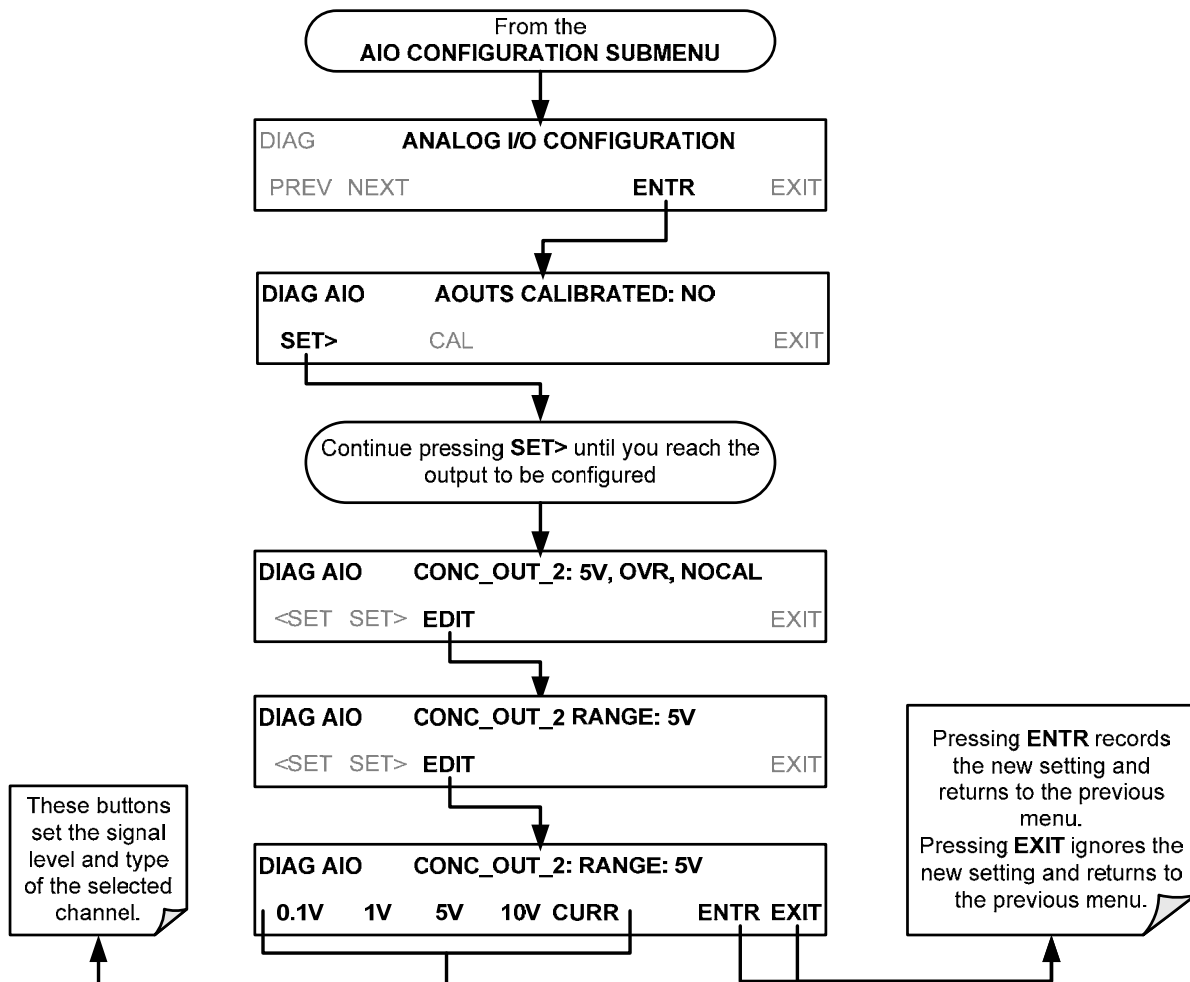 From the
AIO CONFIGURATION SUBMENU
DIAG ANALOG I/O CONFIGURATION
PREV NEXT ENTR EXIT
DIAG AIO AOUTS CALIBRATED: NO
SET> CAL EXIT
Continue pressing SET> until you reach the
output to be configured
DIAG AIO CONC_OUT_2: 5V, OVR, NOCAL
<SET SET> EDIT EXIT
DIAG AIO CONC_OUT_2 RANGE: 5V
<SET SET> EDIT EXIT
These buttons
set the signal
level and type
of the selected
channel.
DIAG AIO CONC_OUT_2: RANGE: 5V
0.1V 1V 5V 10V CURR ENTR EXIT
Pressing ENTR records
the new setting and
returns to the previous
menu.
Pressing EXIT ignores the
new setting and returns to
the previous menu.